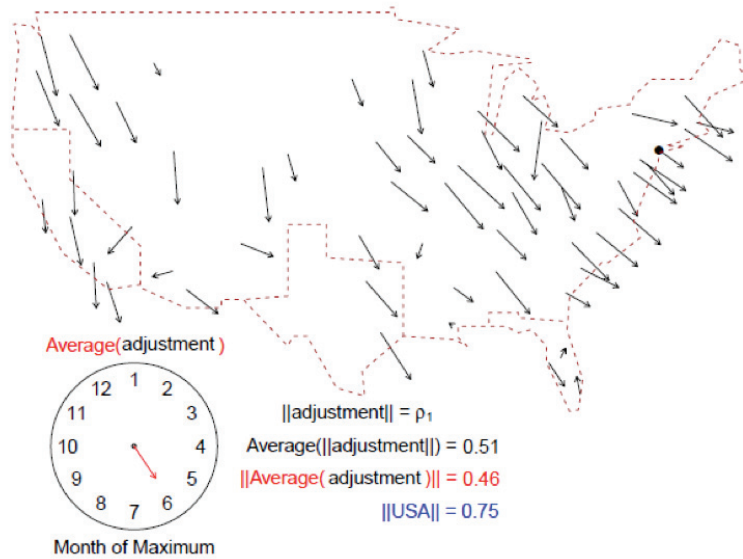 Average(adjustment)
12 1 2
11 3
10 4
9 5
8 7 6
Month of Maximum
||adjustment|| = ρ₁
Average(||adjustment||) = 0.51
||Average( adjustment )|| = 0.46
||USA|| = 0.75